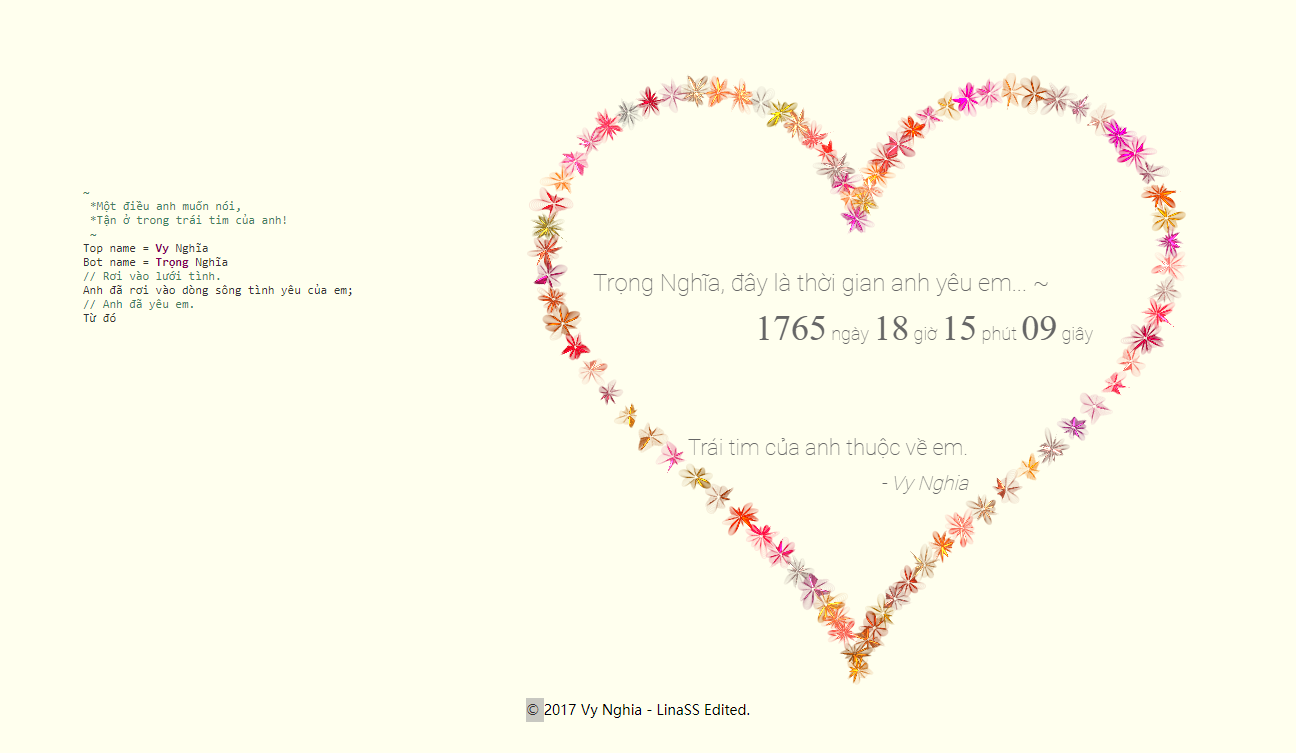 ~
*Một điều anh muốn nói,
*Tận ở trong trái tim của anh!
~
Top name = Vy Nghĩa
Bot name = Trọng Nghĩa
// Rơi vào lưới tình.
Anh đã rơi vào dòng sông tình yêu của em;
// Anh đã yêu em.
Từ đó
Trọng Nghĩa, đây là thời gian anh yêu em... ~
1765 ngày 18 giờ 15 phút 09 giây
Trái tim của anh thuộc về em.
- Vy Nghia
© 2017 Vy Nghia - LinaSS Edited.